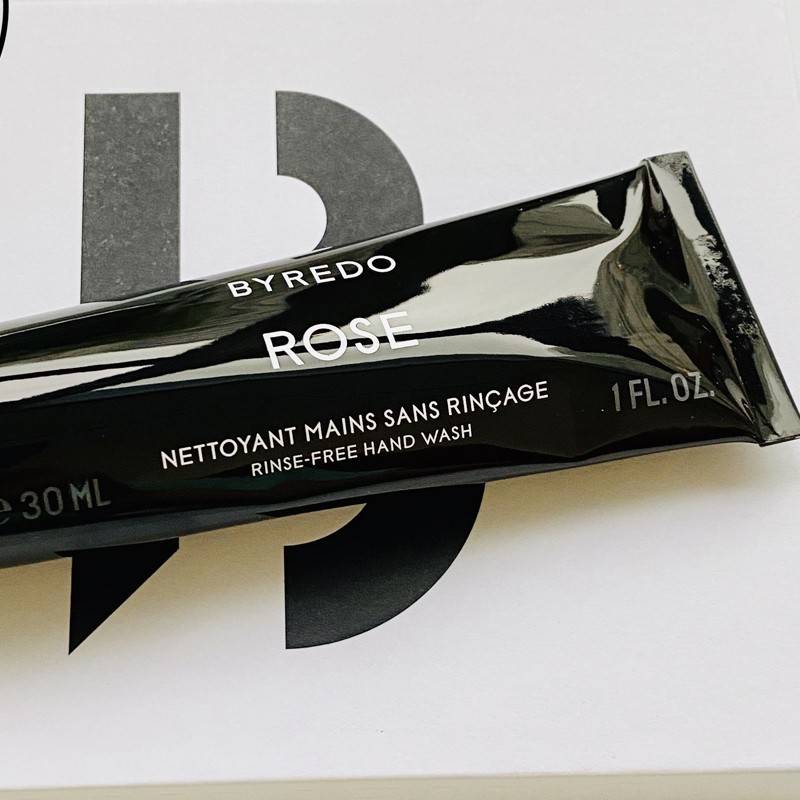 BYREDO
ROSE
NETTOYANT MAINS SANS RINÇAGE
RINSE-FREE HAND WASH
e 30 ML
1 FL. OZ.
B